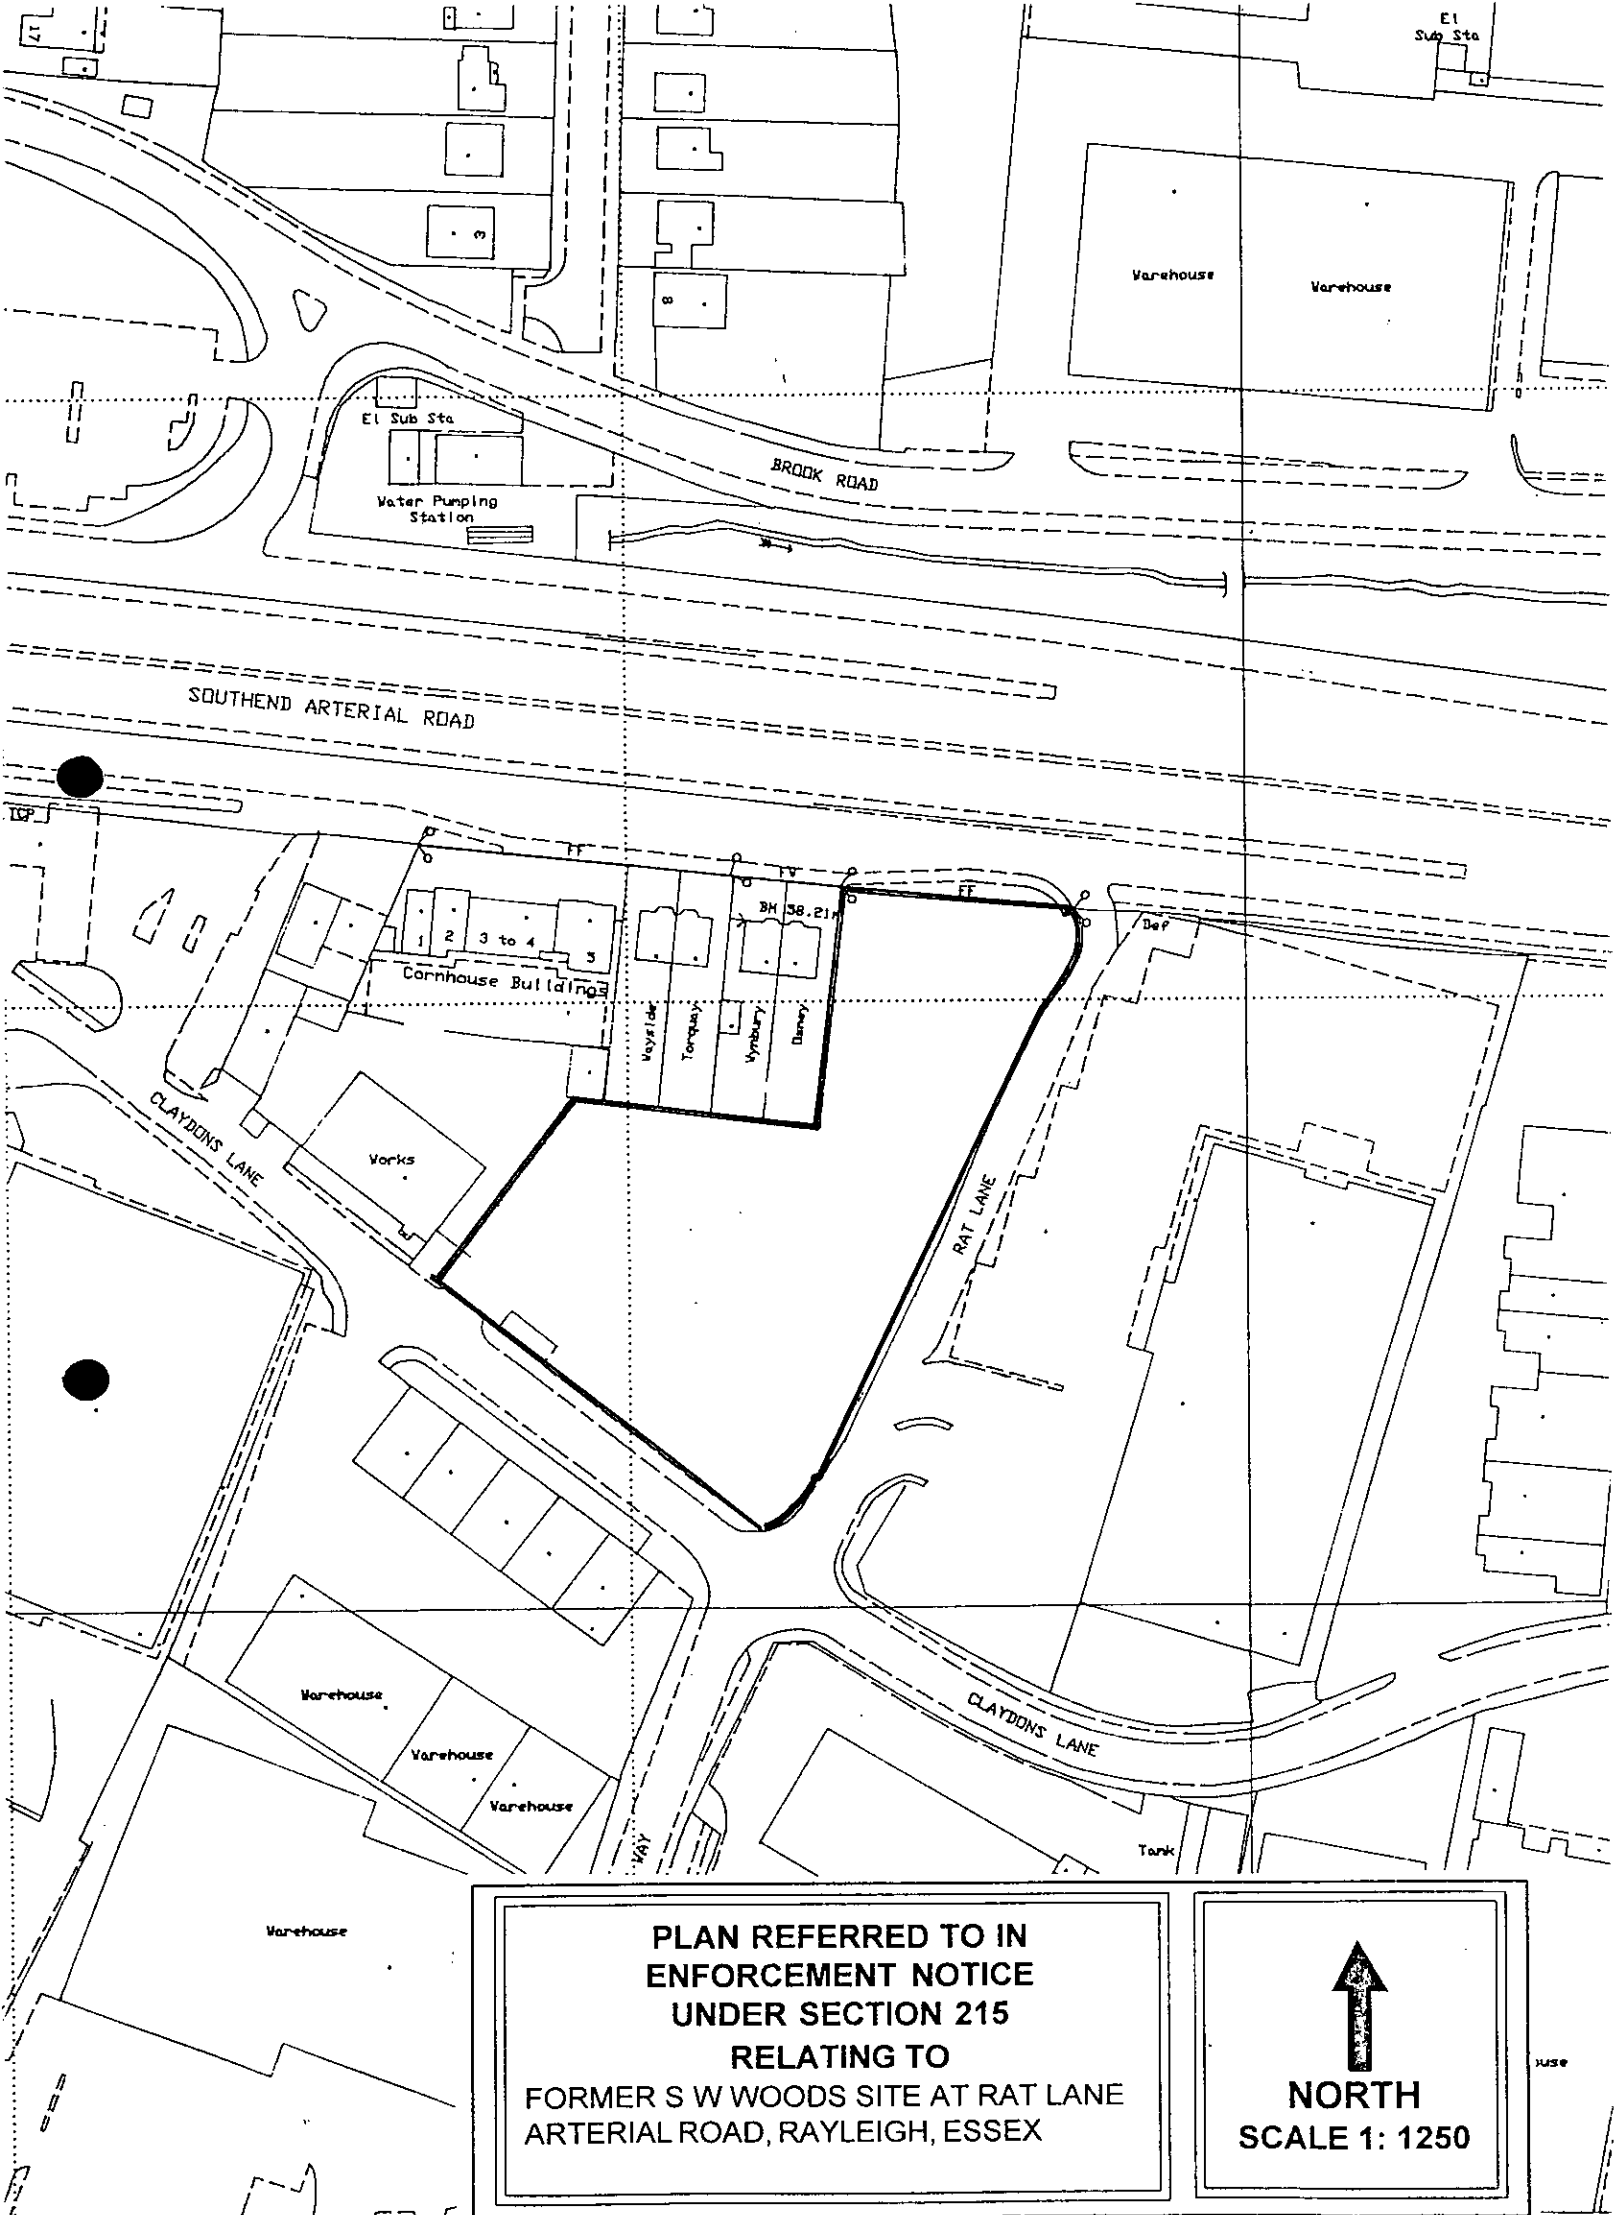 17
El
Sub Sta
3
8
Warehouse
Warehouse
El Sub Sta
Water Pumping
Station
BROOK ROAD
SOUTHEND ARTERIAL ROAD
TCP
FF
FW
FF
BM 38.21m
Def
1
2
3 to 4
5
Cornhouse Buildings
Wayside
Torquay
Wynbury
CLAYDONS LANE
Works
RAT LANE
CLAYDONS LANE
Warehouse
Warehouse
Warehouse
WAY
Tank
Warehouse
PLAN REFERRED TO IN
ENFORCEMENT NOTICE
UNDER SECTION 215
RELATING TO
FORMER S W WOODS SITE AT RAT LANE
ARTERIAL ROAD, RAYLEIGH, ESSEX
NORTH
SCALE 1: 1250